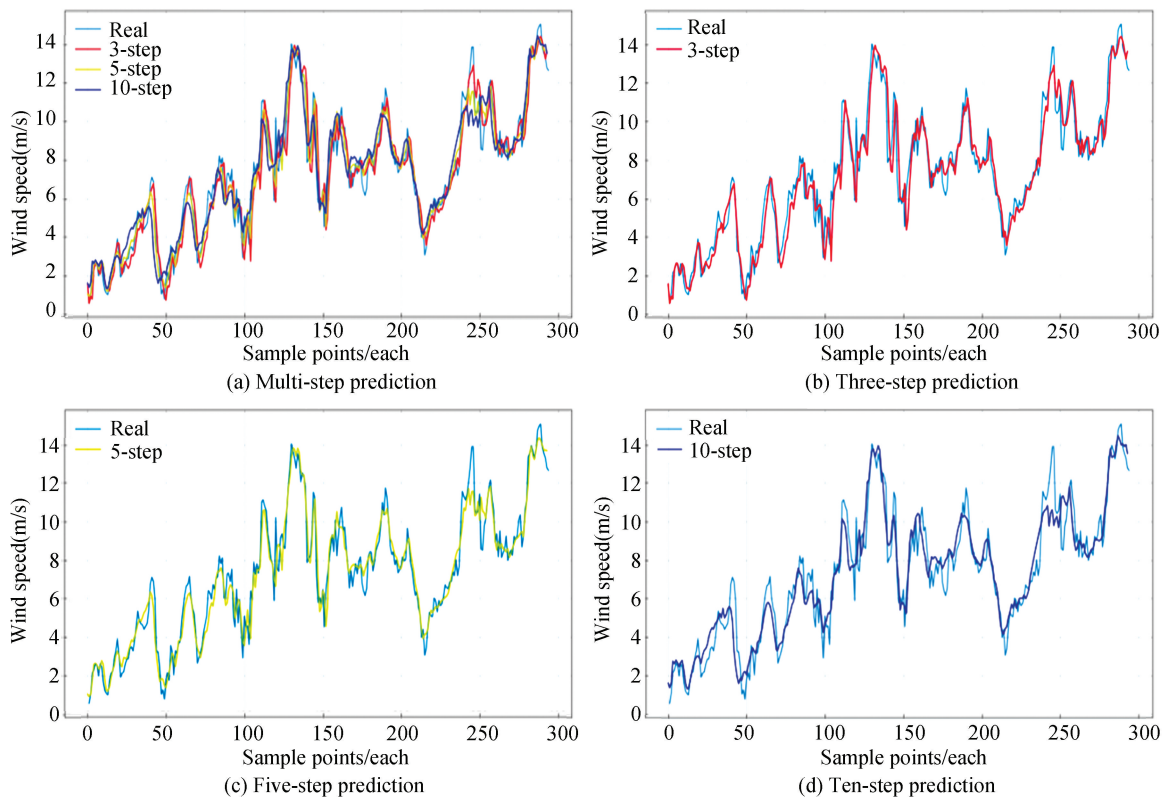 Real
3-step
5-step
10-step
14
12
10
8
6
4
2
0
Wind speed(m/s)
0 50 100 150 200 250 300
Sample points/each
(a) Multi-step prediction
Real
3-step
14
12
10
8
6
4
2
0
Wind speed(m/s)
0 50 100 150 200 250 300
Sample points/each
(b) Three-step prediction
Real
5-step
14
12
10
8
6
4
2
0
Wind speed(m/s)
0 50 100 150 200 250 300
Sample points/each
(c) Five-step prediction
Real
10-step
14
12
10
8
6
4
2
0
Wind speed(m/s)
0 50 100 150 200 250 300
Sample points/each
(d) Ten-step prediction